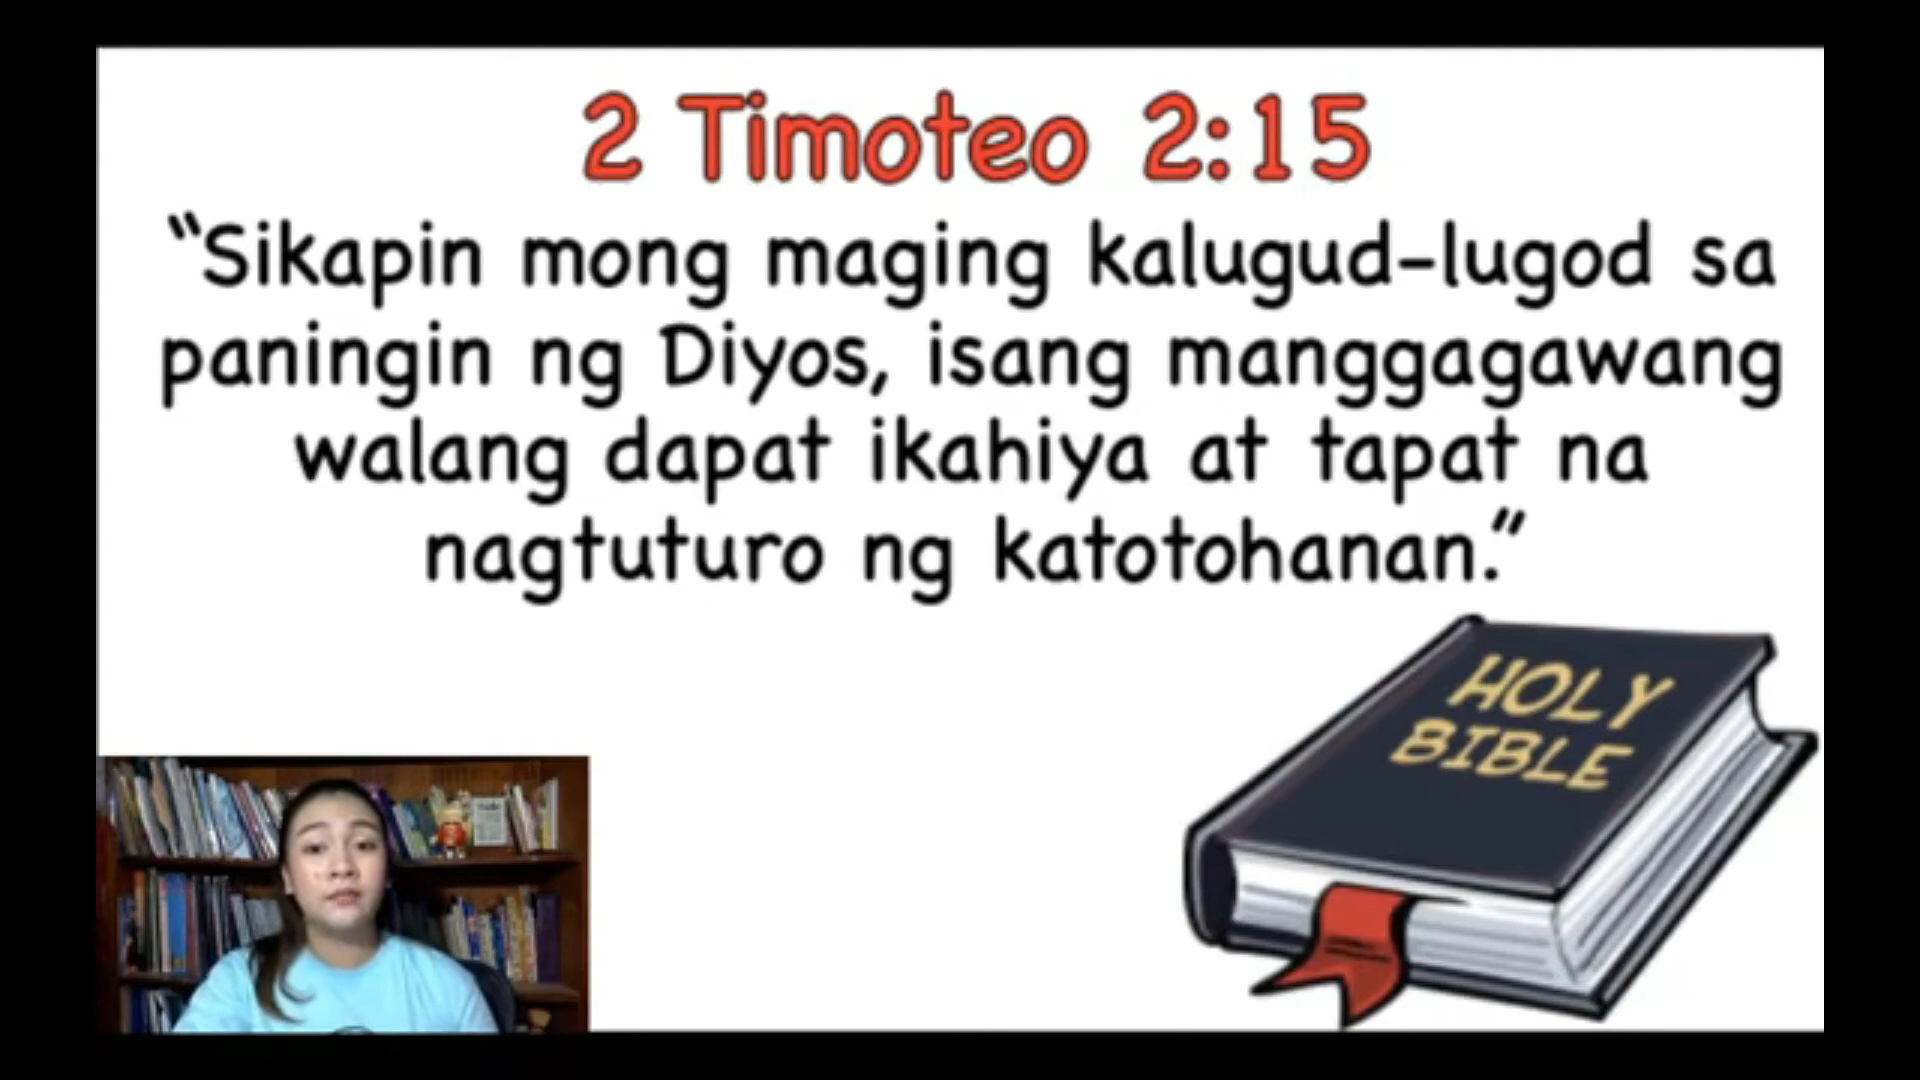 2 Timoteo 2:15
“Sikapin mong maging kalugud-lugod sa
paningin ng Diyos, isang manggagawang
walang dapat ikahiya at tapat na
nagtuturo ng katotohanan.”
HOLY
BIBLE